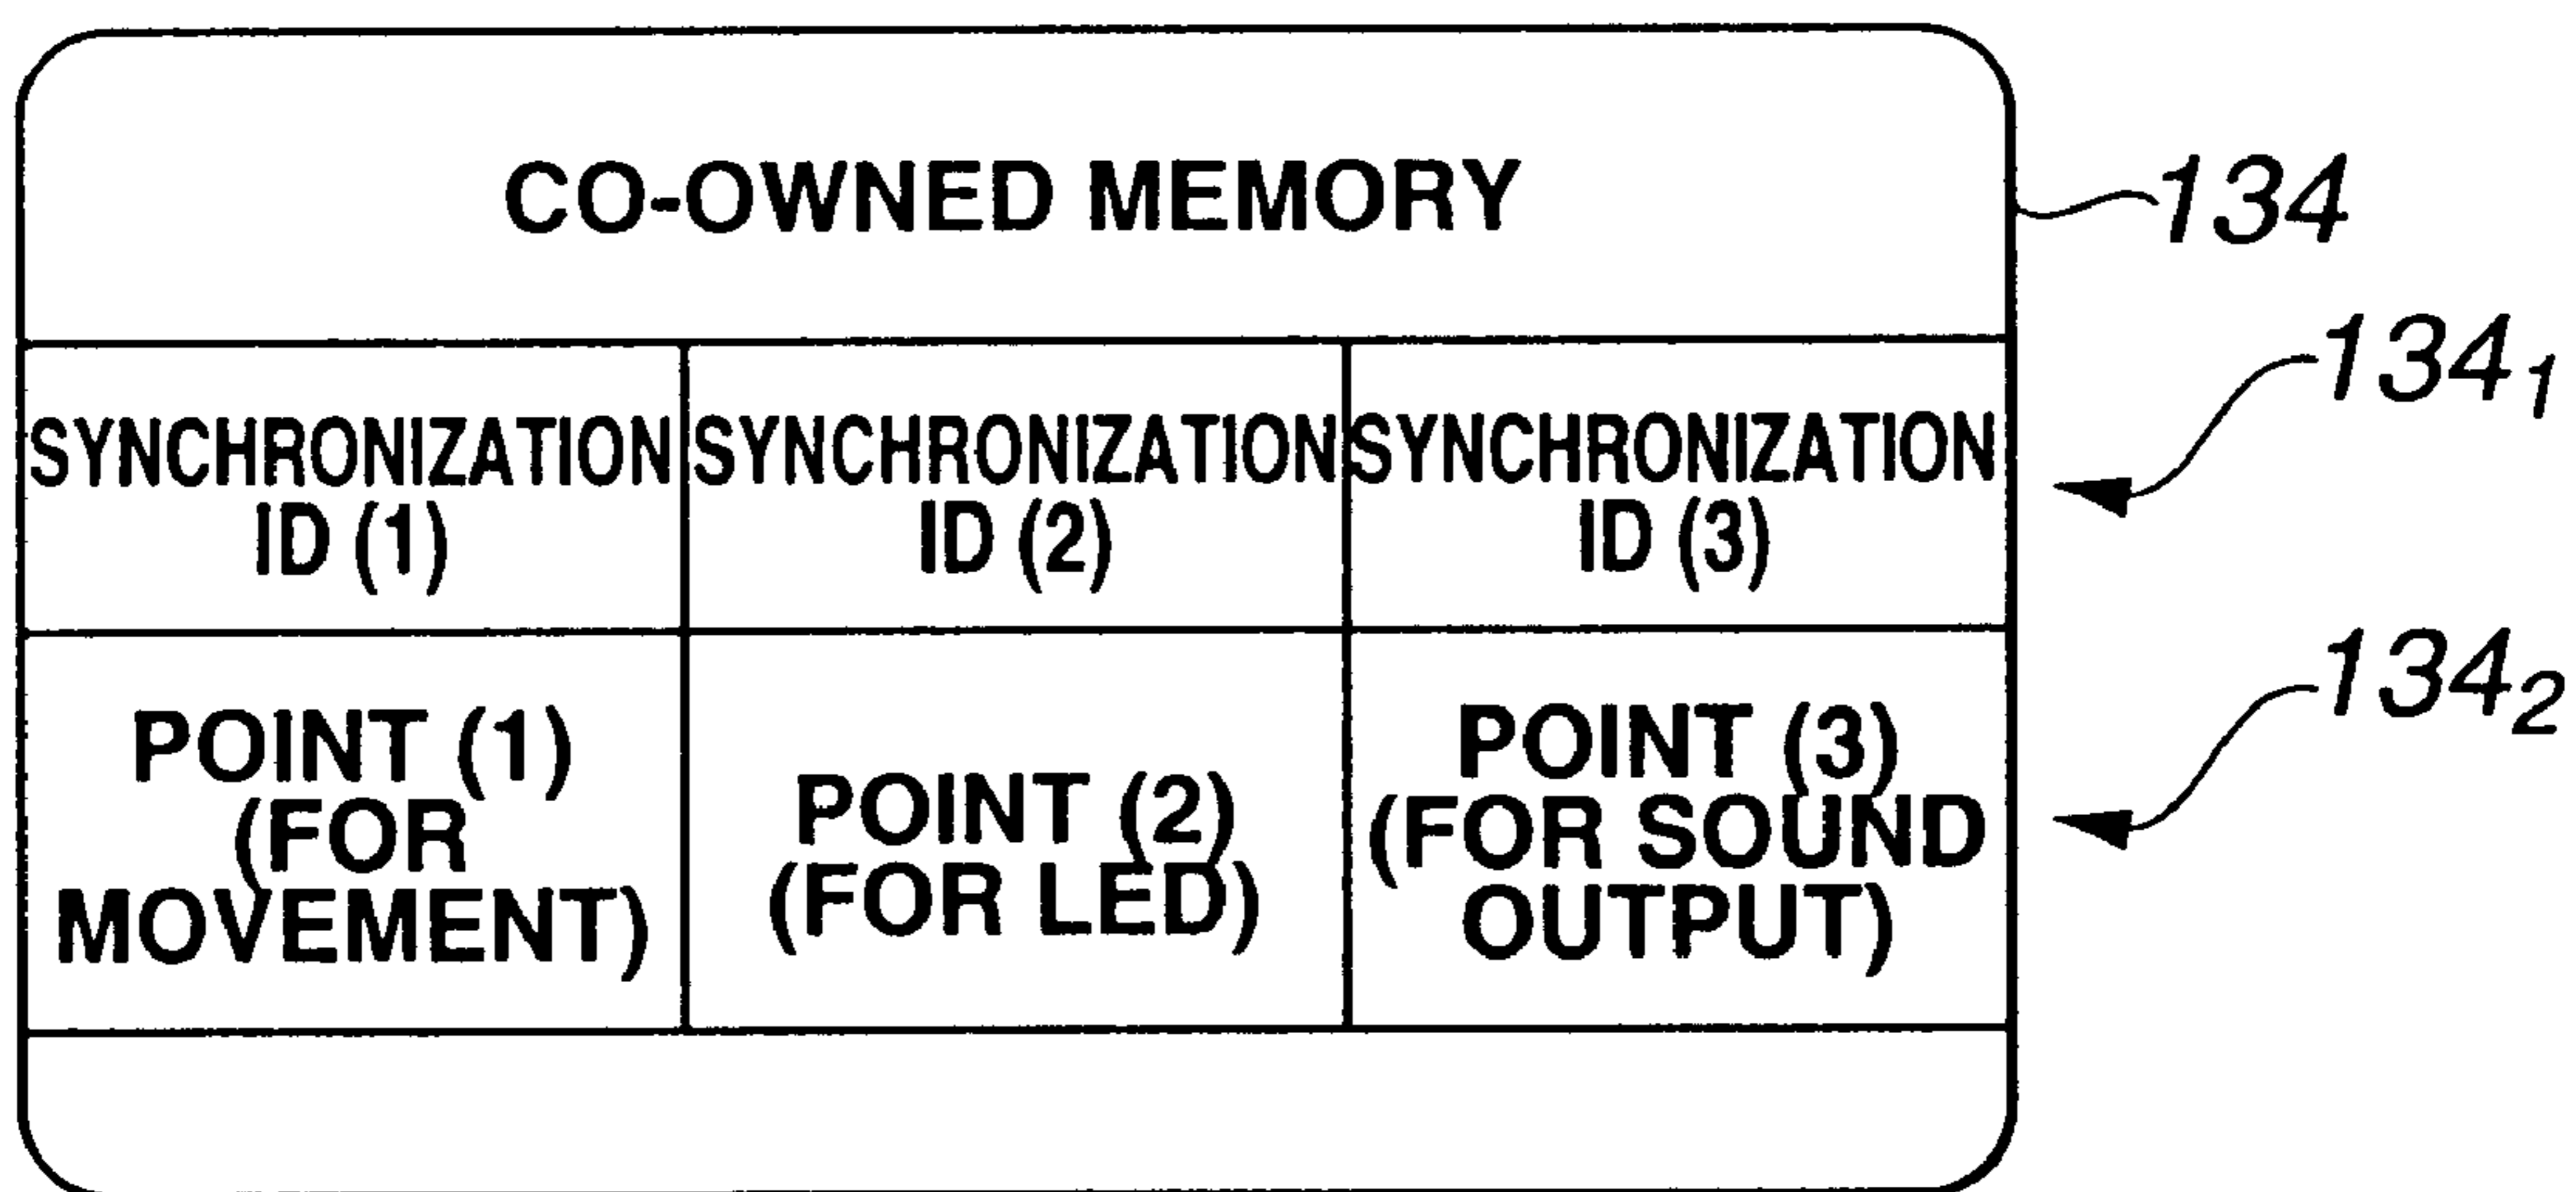 CO-OWNED MEMORY
134
SYNCHRONIZATION
ID (1)
SYNCHRONIZATION
ID (2)
SYNCHRONIZATION
ID (3)
134₁
POINT (1)
(FOR
MOVEMENT)
POINT (2)
(FOR LED)
POINT (3)
(FOR SOUND
OUTPUT)
134₂